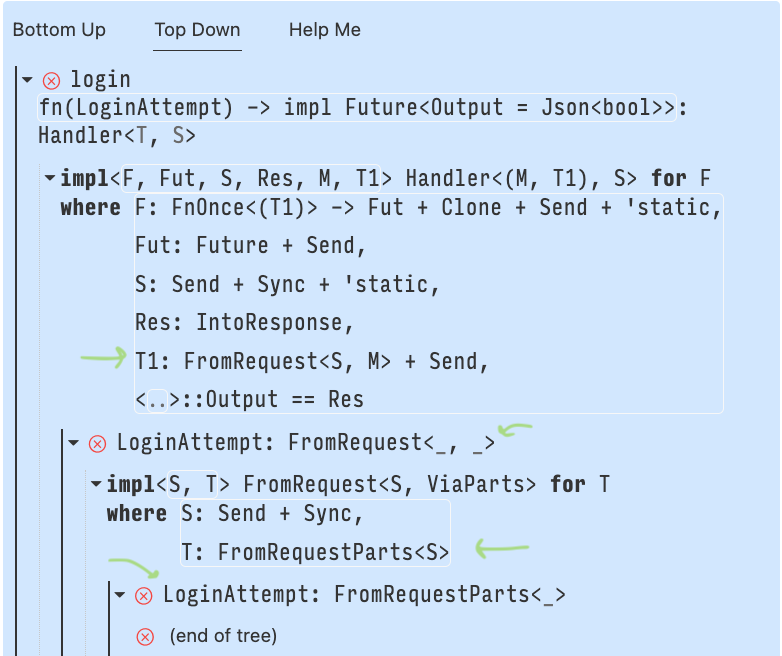 Bottom Up Top Down Help Me
login
fn(LoginAttempt) -> impl Future<Output = Json<bool>>:
Handler<T, S>
impl<F, Fut, S, Res, M, T1> Handler<(M, T1), S> for F
where F: FnOnce<(T1)> -> Fut + Clone + Send + 'static,
Fut: Future + Send,
S: Send + Sync + 'static,
Res: IntoResponse,
T1: FromRequest<S, M> + Send,
<..>::Output == Res
LoginAttempt: FromRequest<_, _>
impl<S, T> FromRequest<S, ViaParts> for T
where S: Send + Sync,
T: FromRequestParts<S>
LoginAttempt: FromRequestParts<_>
(end of tree)